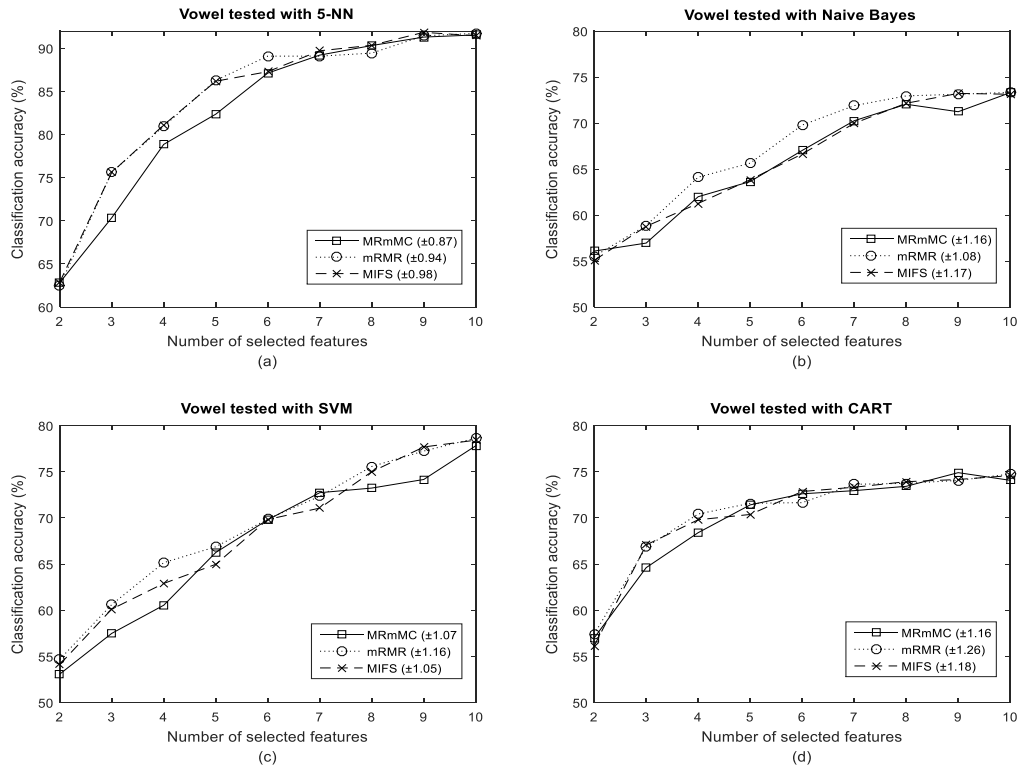 Vowel tested with 5-NN
Classification accuracy (%)
90
85
80
75
70
65
60
MRmMC (±0.87)
mRMR (±0.94)
MIFS (±0.98)
2 3 4 5 6 7 8 9 10
Number of selected features
(a)
Vowel tested with Naive Bayes
Classification accuracy (%)
80
75
70
65
60
55
50
MRmMC (±1.16)
mRMR (±1.08)
MIFS (±1.17)
2 3 4 5 6 7 8 9 10
Number of selected features
(b)
Vowel tested with SVM
Classification accuracy (%)
80
75
70
65
60
55
50
MRmMC (±1.07
mRMR (±1.16)
MIFS (±1.05)
2 3 4 5 6 7 8 9 10
Number of selected features
(c)
Vowel tested with CART
Classification accuracy (%)
80
75
70
65
60
55
50
MRmMC (±1.16
mRMR (±1.26)
MIFS (±1.18)
2 3 4 5 6 7 8 9 10
Number of selected features
(d)